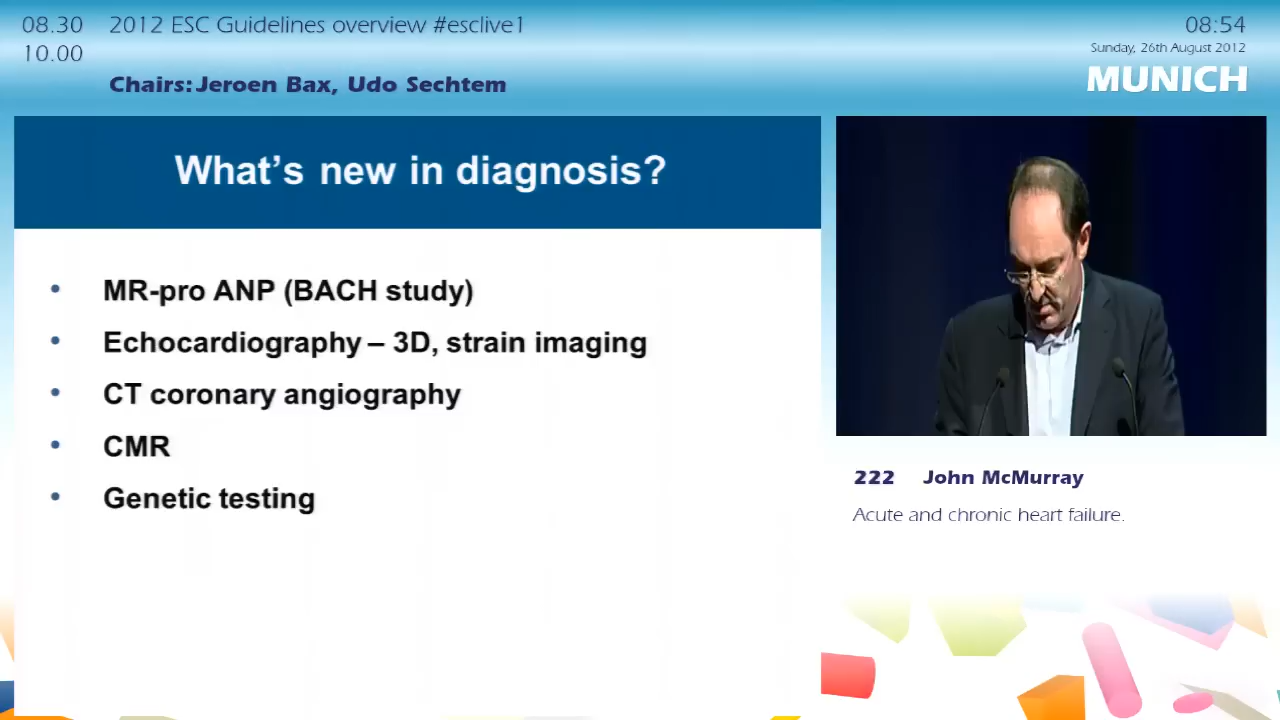 08.30 2012 ESC Guidelines overview #esclive1
10.00
Chairs: Jeroen Bax, Udo Sechtem
08:54
Sunday, 26th August 2012
MUNICH
What's new in diagnosis?
• MR-pro ANP (BACH study)
• Echocardiography – 3D, strain imaging
• CT coronary angiography
• CMR
• Genetic testing
222 John McMurray
Acute and chronic heart failure.